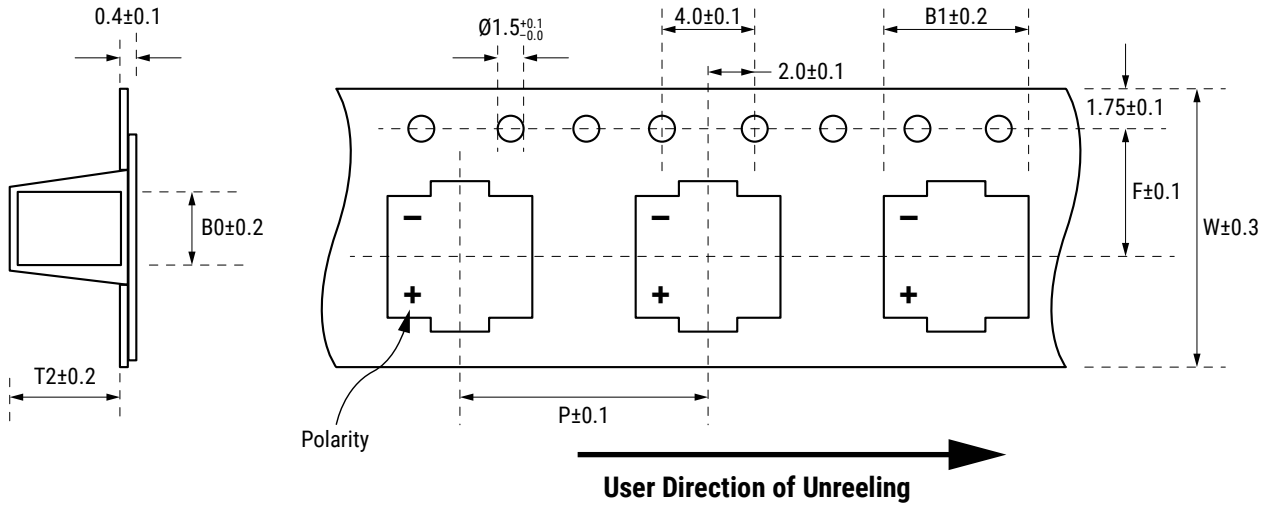 0.4±0.1
Ø1.5+0.1−0.0
4.0±0.1
B1±0.2
2.0±0.1
1.75±0.1
F±0.1
B0±0.2
W±0.3
− − −
+ + +
T2±0.2
P±0.1
Polarity
User Direction of Unreeling